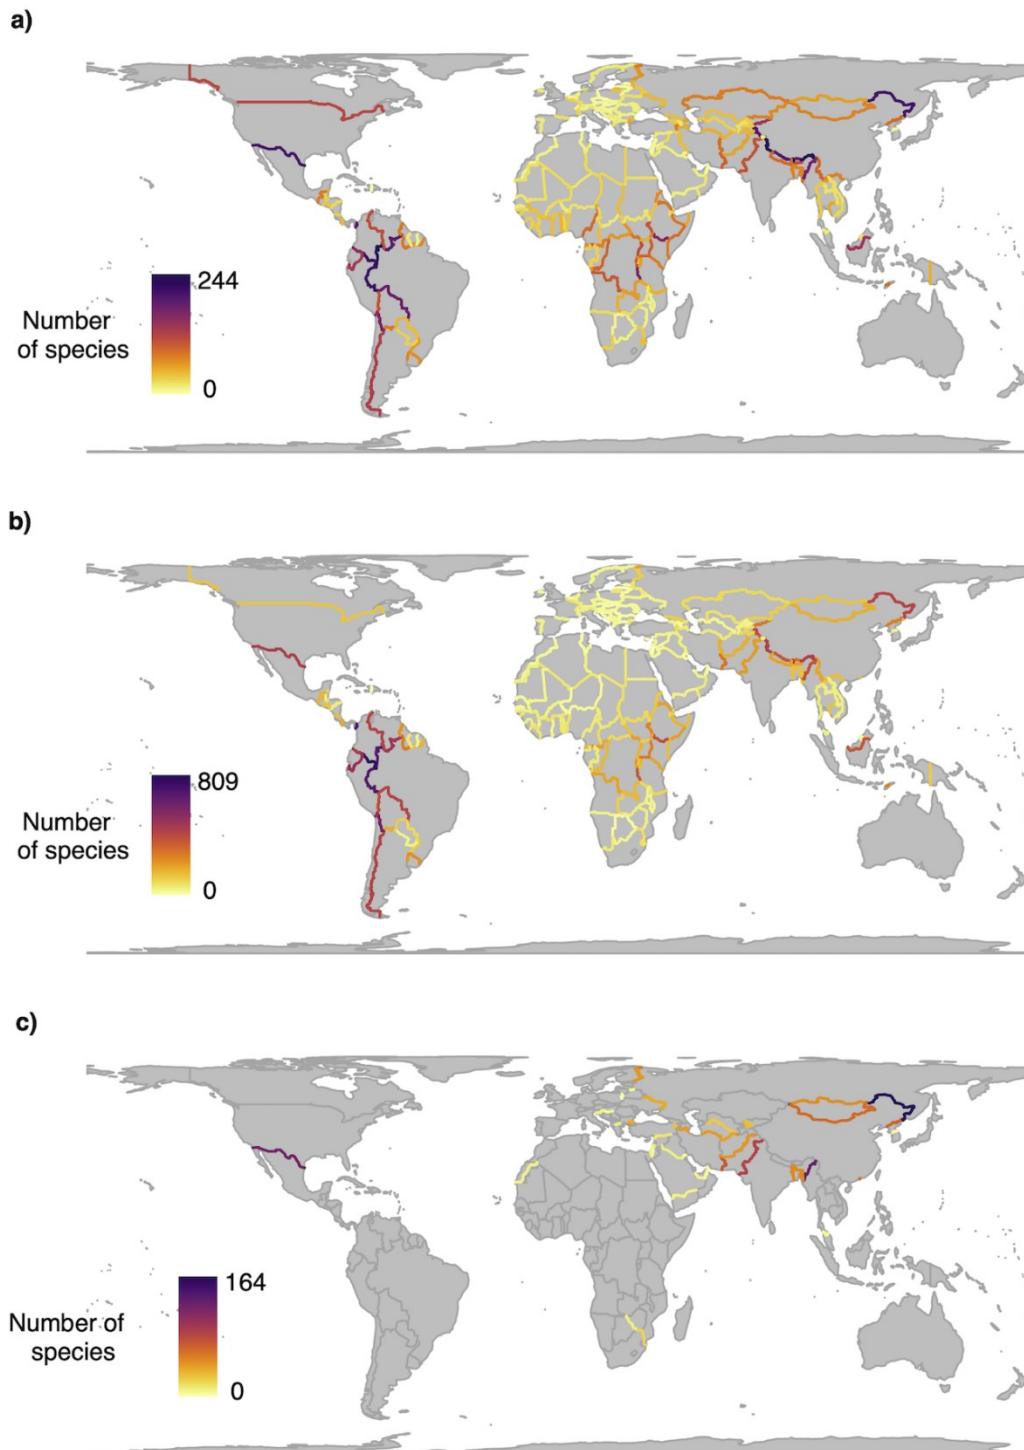 a)
244
Number
of species
0
b)
809
Number
of species
0
c)
164
Number of
species
0